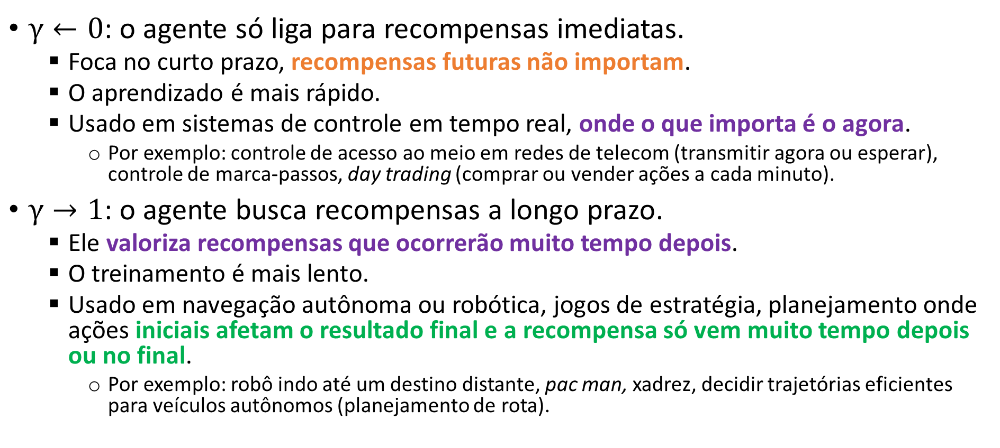 • γ ← 0: o agente só liga para recompensas imediatas.
▪ Foca no curto prazo, recompensas futuras não importam.
▪ O aprendizado é mais rápido.
▪ Usado em sistemas de controle em tempo real, onde o que importa é o agora.
○ Por exemplo: controle de acesso ao meio em redes de telecom (transmitir agora ou esperar),
controle de marca-passos, day trading (comprar ou vender ações a cada minuto).
• γ → 1: o agente busca recompensas a longo prazo.
▪ Ele valoriza recompensas que ocorrerão muito tempo depois.
▪ O treinamento é mais lento.
▪ Usado em navegação autônoma ou robótica, jogos de estratégia, planejamento onde
ações iniciais afetam o resultado final e a recompensa só vem muito tempo depois
ou no final.
○ Por exemplo: robô indo até um destino distante, pac man, xadrez, decidir trajetórias eficientes
para veículos autônomos (planejamento de rota).